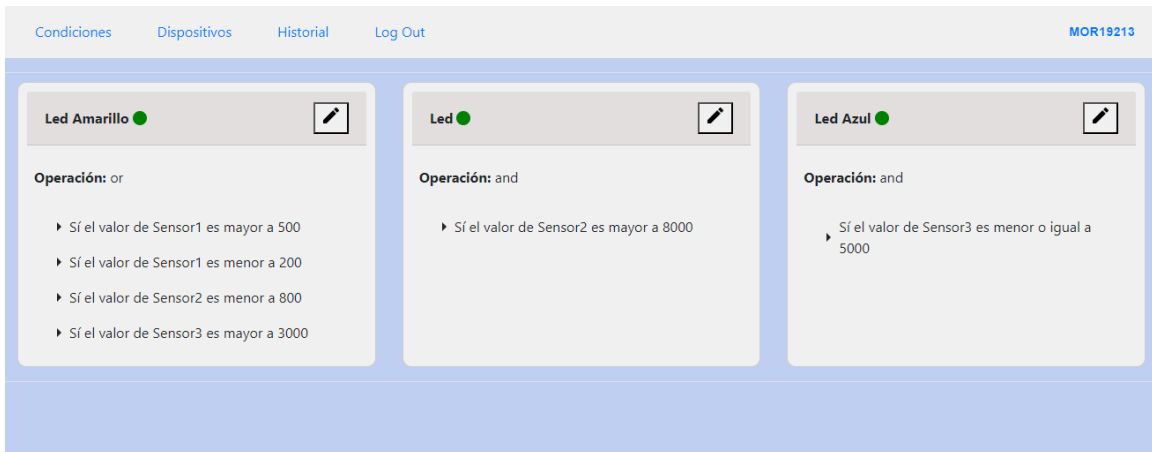 Condiciones Dispositivos Historial Log Out MOR19213
Led Amarillo
Operación: or
Sí el valor de Sensor1 es mayor a 500
Sí el valor de Sensor1 es menor a 200
Sí el valor de Sensor2 es menor a 800
Sí el valor de Sensor3 es mayor a 3000
Led
Operación: and
Sí el valor de Sensor2 es mayor a 8000
Led Azul
Operación: and
Sí el valor de Sensor3 es menor o igual a
5000